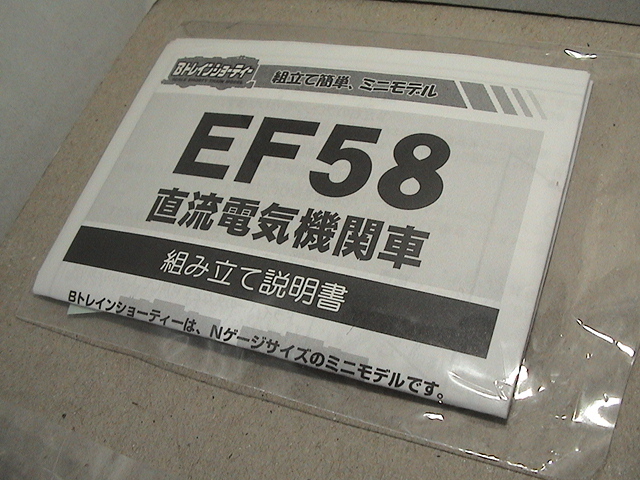 Bトレインショーティー
組立て簡単、ミニモデル
EF58
直流電気機関車
組み立て説明書
Bトレインショーティーは、Nゲージサイズのミニモデルです。